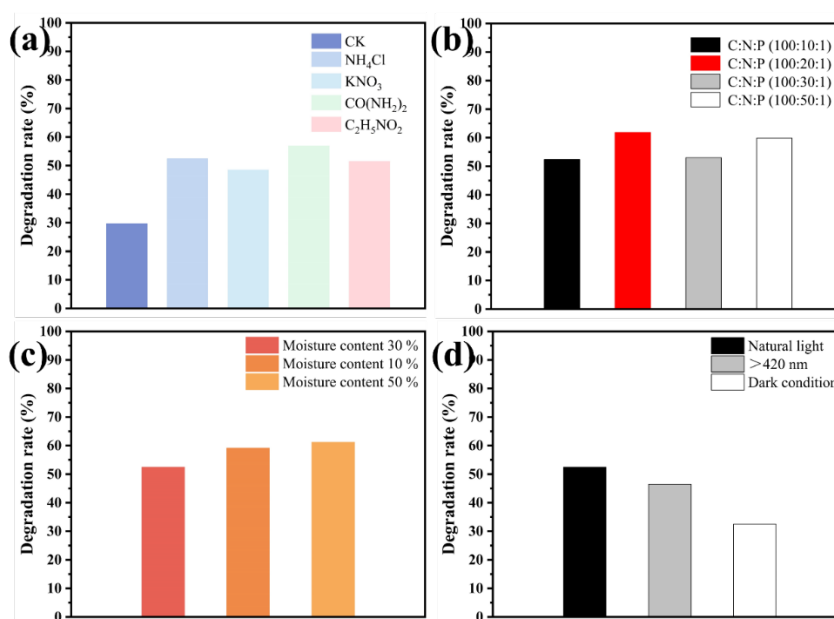 (a)
Degradation rate (%)
100
90
80
70
60
50
40
30
20
10
0
CK
NH₄Cl
KNO₃
CO(NH₂)₂
C₂H₅NO₂
(b)
Degradation rate (%)
100
90
80
70
60
50
40
30
20
10
0
C:N:P (100:10:1)
C:N:P (100:20:1)
C:N:P (100:30:1)
C:N:P (100:50:1)
(c)
Degradation rate (%)
100
90
80
70
60
50
40
30
20
10
0
Moisture content 30 %
Moisture content 10 %
Moisture content 50 %
(d)
Degradation rate (%)
100
90
80
70
60
50
40
30
20
10
0
Natural light
>420 nm
Dark condition